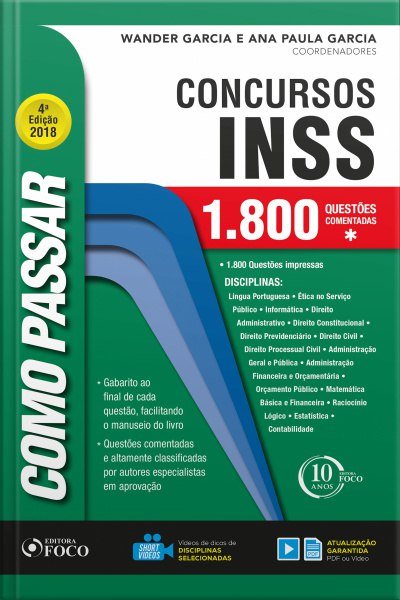 WANDER GARCIA E ANA PAULA GARCIA
COORDENADORES
4ª
Edição
2018
CONCURSOS
INSS
1.800 QUESTÕES
COMENTADAS
*
COMO PASSAR
• 1.800 Questões impressas
DISCIPLINAS:
Língua Portuguesa • Ética no Serviço
Público • Informática • Direito
Administrativo • Direito Constitucional •
Direito Previdenciário • Direito Civil •
Direito Processual Civil • Administração
Geral e Pública • Administração
Financeira e Orçamentária •
Orçamento Público • Matemática
Básica e Financeira • Raciocínio
Lógico • Estatística •
Contabilidade
• Gabarito ao
final de cada
questão, facilitando
o manuseio do livro
• Questões comentadas
e altamente classificadas
por autores especialistas
em aprovação
10
ANOS
EDITORA
FOCO
EDITORA
FOCO
SHORT
VIDEOS
Vídeos de dicas de
DISCIPLINAS
SELECIONADAS
PDF
ATUALIZAÇÃO
GARANTIDA
PDF ou Vídeo